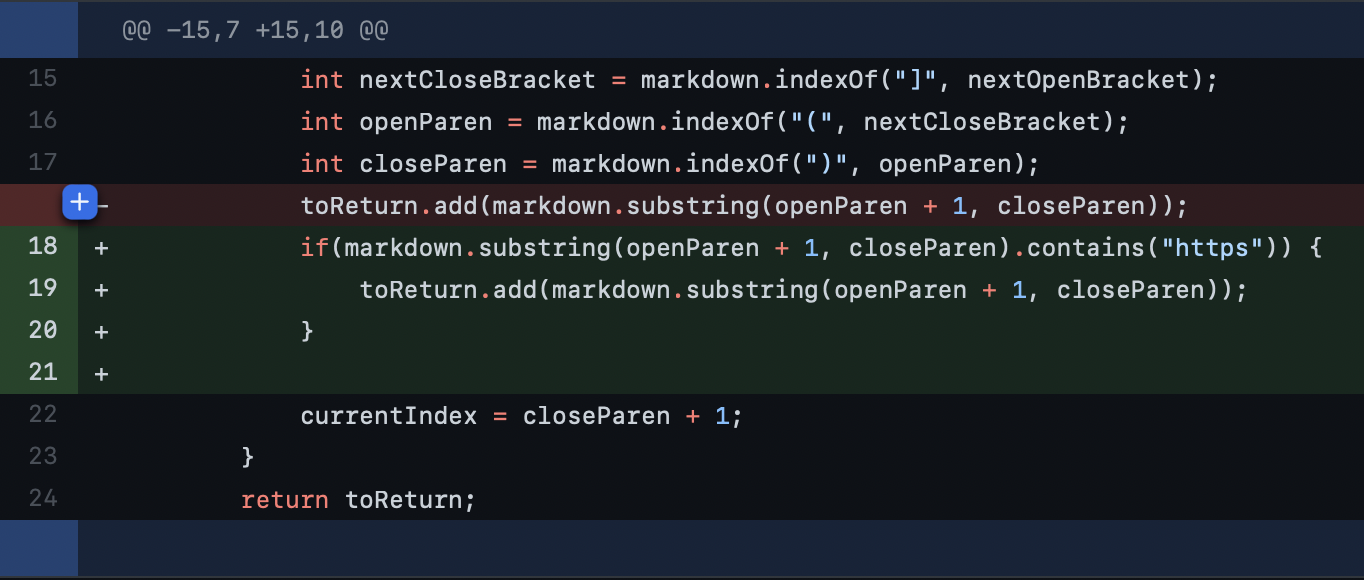 @@ -15,7 +15,10 @@
15 int nextCloseBracket = markdown.indexOf("]", nextOpenBracket);
16 int openParen = markdown.indexOf("(", nextCloseBracket);
17 int closeParen = markdown.indexOf(")", openParen);
+ - toReturn.add(markdown.substring(openParen + 1, closeParen));
18 + if(markdown.substring(openParen + 1, closeParen).contains("https")) {
19 + toReturn.add(markdown.substring(openParen + 1, closeParen));
20 + }
21 +
22 currentIndex = closeParen + 1;
23 }
24 return toReturn;